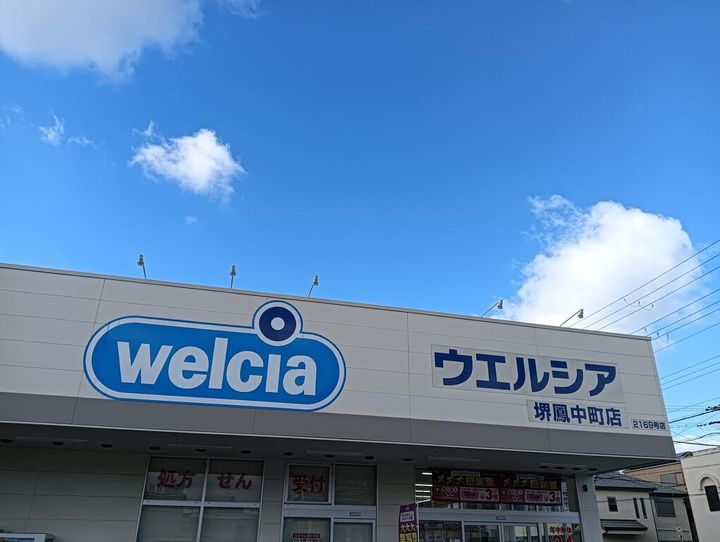 welcia
ウエルシア
堺鳳中町店
2169号店
処方せん
受付